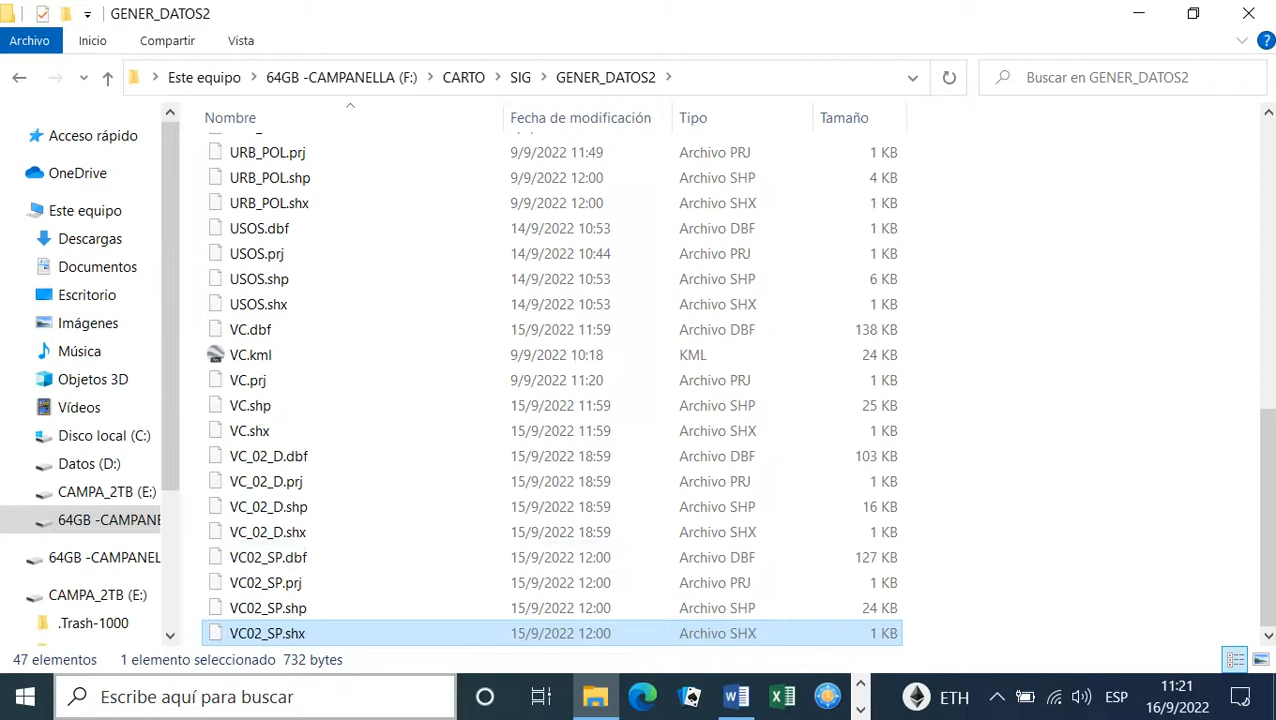 GENER_DATOS2
Archivo Inicio Compartir Vista
Este equipo 64GB -CAMPANELLA (F:) CARTO SIG GENER_DATOS2 Buscar en GENER_DATOS2
Nombre Fecha de modificación Tipo Tamaño
Acceso rápido
OneDrive
Este equipo
Descargas
Documentos
Escritorio
Imágenes
Música
Objetos 3D
Vídeos
Disco local (C:)
Datos (D:)
CAMPA_2TB (E:)
64GB -CAMPANE
64GB -CAMPANEL
CAMPA_2TB (E:)
.Trash-1000
URB_POL.prj 9/9/2022 11:49 Archivo PRJ 1 KB
URB_POL.shp 9/9/2022 12:00 Archivo SHP 4 KB
URB_POL.shx 9/9/2022 12:00 Archivo SHX 1 KB
USOS.dbf 14/9/2022 10:53 Archivo DBF 1 KB
USOS.prj 14/9/2022 10:44 Archivo PRJ 1 KB
USOS.shp 14/9/2022 10:53 Archivo SHP 6 KB
USOS.shx 14/9/2022 10:53 Archivo SHX 1 KB
VC.dbf 15/9/2022 11:59 Archivo DBF 138 KB
VC.kml 9/9/2022 10:18 KML 24 KB
VC.prj 9/9/2022 11:20 Archivo PRJ 1 KB
VC.shp 15/9/2022 11:59 Archivo SHP 25 KB
VC.shx 15/9/2022 11:59 Archivo SHX 1 KB
VC_02_D.dbf 15/9/2022 18:59 Archivo DBF 103 KB
VC_02_D.prj 15/9/2022 18:59 Archivo PRJ 1 KB
VC_02_D.shp 15/9/2022 18:59 Archivo SHP 16 KB
VC_02_D.shx 15/9/2022 18:59 Archivo SHX 1 KB
VC02_SP.dbf 15/9/2022 12:00 Archivo DBF 127 KB
VC02_SP.prj 15/9/2022 12:00 Archivo PRJ 1 KB
VC02_SP.shp 15/9/2022 12:00 Archivo SHP 24 KB
VC02_SP.shx 15/9/2022 12:00 Archivo SHX 1 KB
47 elementos 1 elemento seleccionado 732 bytes
Escribe aquí para buscar ETH ESP 11:21
16/9/2022